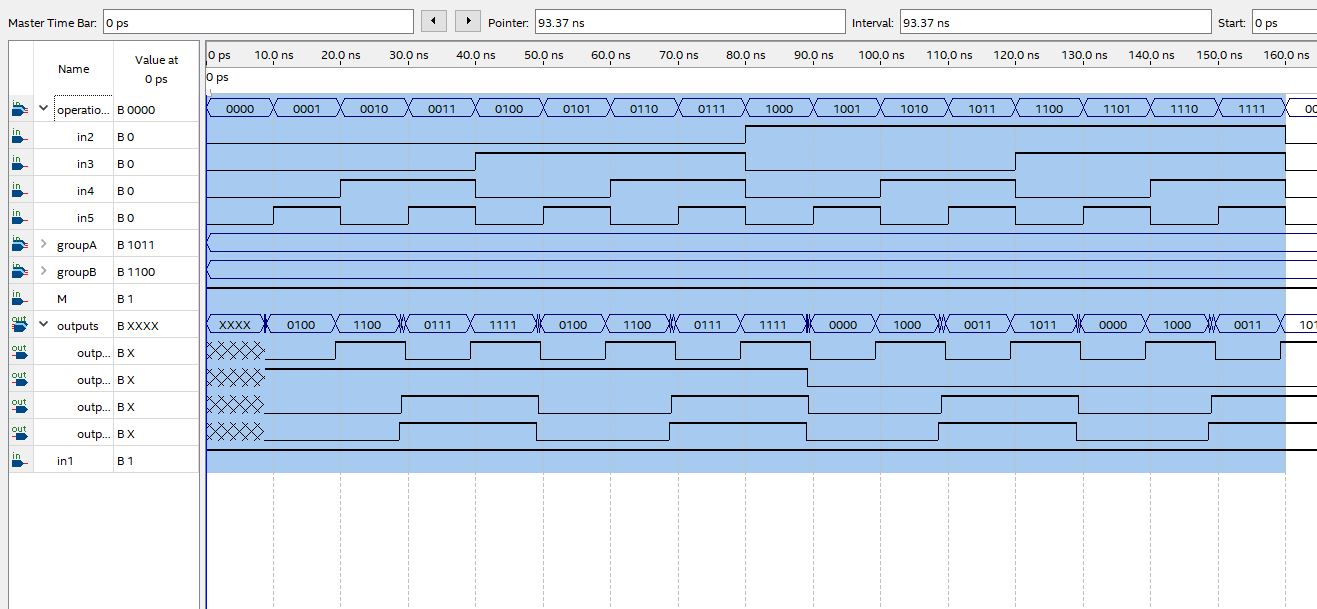 Master Time Bar: 0 ps Pointer: 93.37 ns Interval: 93.37 ns Start: 0 ps
Name Value at 0 ps
0 ps 10.0 ns 20.0 ns 30.0 ns 40.0 ns 50.0 ns 60.0 ns 70.0 ns 80.0 ns 90.0 ns 100.0 ns 110.0 ns 120.0 ns 130.0 ns 140.0 ns 150.0 ns 160.0 ns
0 ps
in operatio... B 0000 0000 0001 0010 0011 0100 0101 0110 0111 1000 1001 1010 1011 1100 1101 1110 1111 00
in in2 B 0
in in3 B 0
in in4 B 0
in in5 B 0
in groupA B 1011
in groupB B 1100
in M B 1
out outputs B XXXX XXXX 0100 1100 0111 1111 0100 1100 0111 1111 0000 1000 0011 1011 0000 1000 0011 101
out outp... B X
out outp... B X
out outp... B X
out outp... B X
in in1 B 1